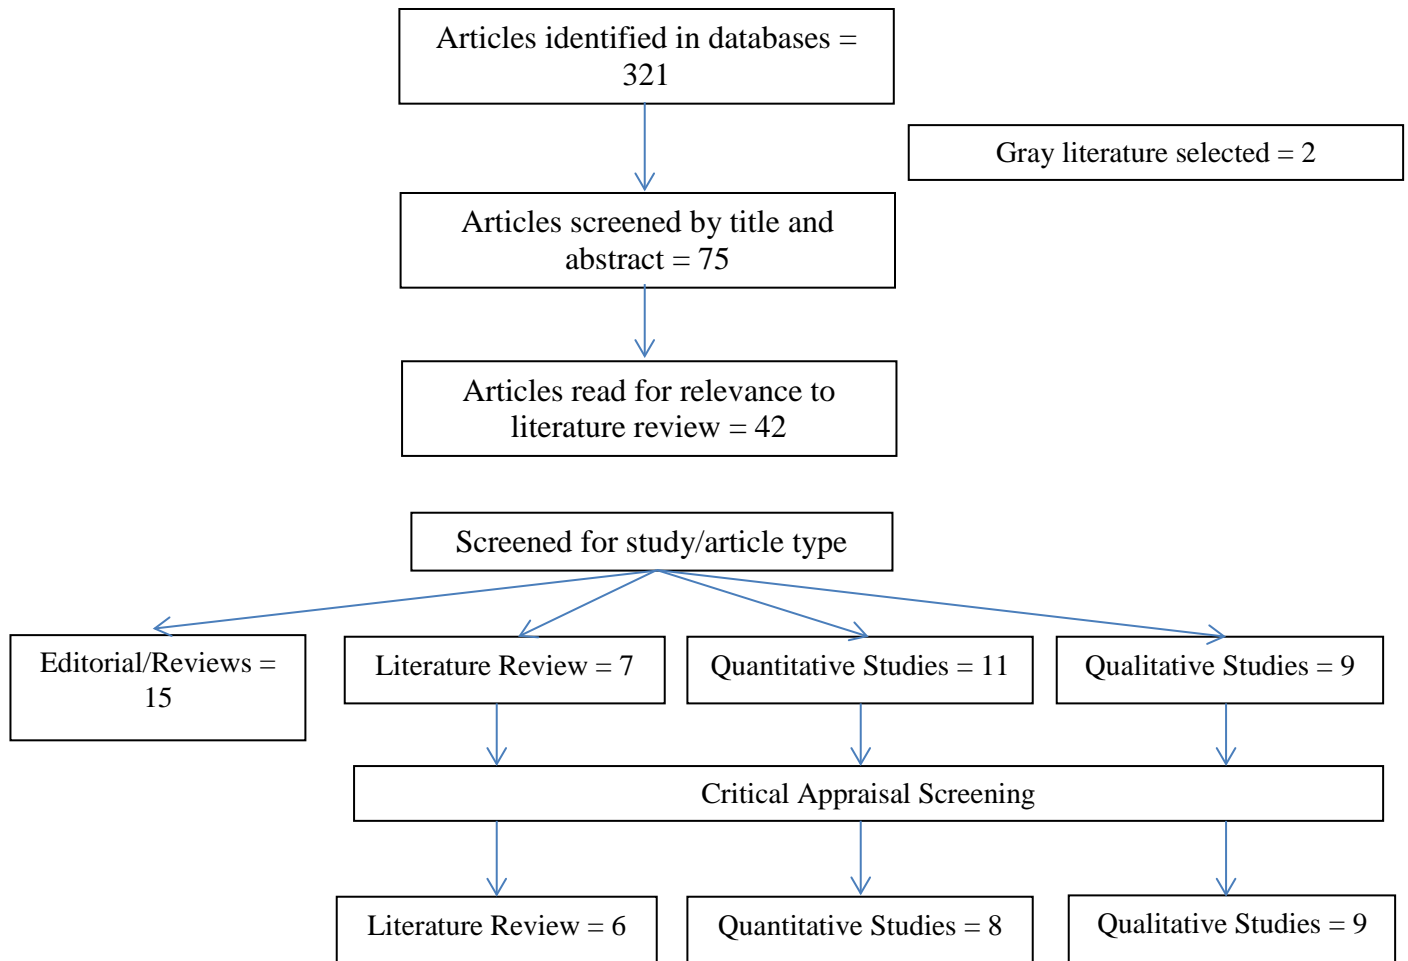 Articles identified in databases =
321
Gray literature selected = 2
Articles screened by title and
abstract = 75
Articles read for relevance to
literature review = 42
Screened for study/article type
Editorial/Reviews =
15
Literature Review = 7
Quantitative Studies = 11
Qualitative Studies = 9
Critical Appraisal Screening
Literature Review = 6
Quantitative Studies = 8
Qualitative Studies = 9